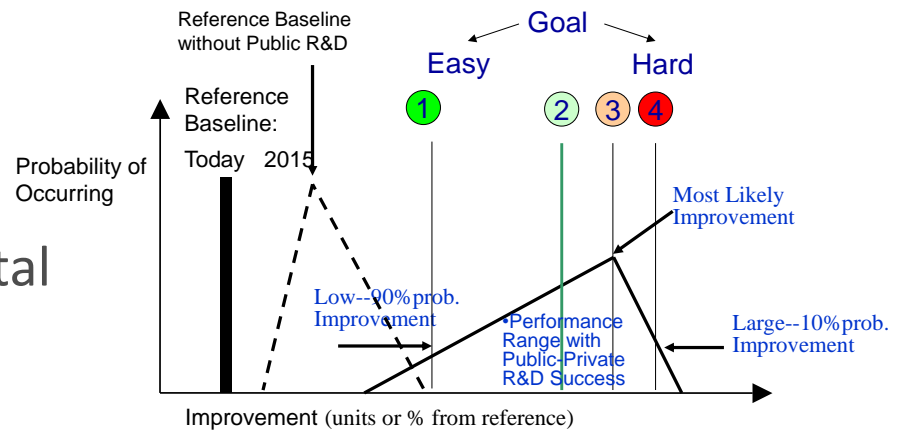 Reference Baseline
without Public R&D
Goal
Easy
Hard
Reference
Baseline:
Today 2015
1
2
3
4
Probability of
Occurring
Most Likely
Improvement
tal
Low--90%prob.
Improvement
•Performance
Range with
Public-Private
R&D Success
Large--10%prob.
Improvement
Improvement (units or % from reference)